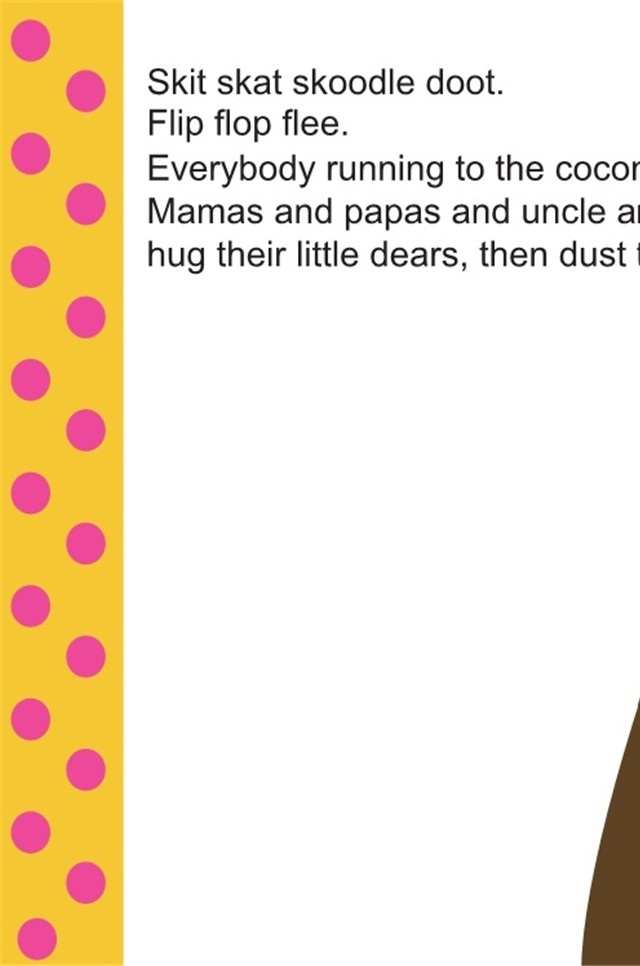 Skit skat skoodle doot.
Flip flop flee.
Everybody running to the
Mamas and papas and uncle
hug their little dears, then dust